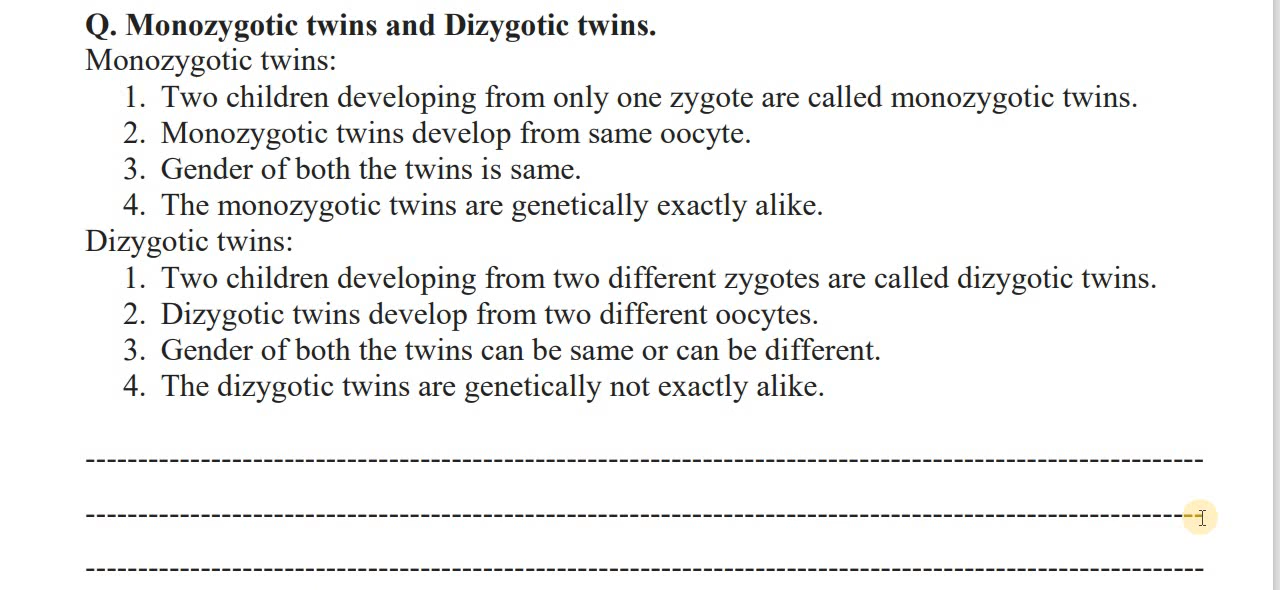 Q. Monozygotic twins and Dizygotic twins.
Monozygotic twins:
1. Two children developing from only one zygote are called monozygotic twins.
2. Monozygotic twins develop from same oocyte.
3. Gender of both the twins is same.
4. The monozygotic twins are genetically exactly alike.
Dizygotic twins:
1. Two children developing from two different zygotes are called dizygotic twins.
2. Dizygotic twins develop from two different oocytes.
3. Gender of both the twins can be same or can be different.
4. The dizygotic twins are genetically not exactly alike.